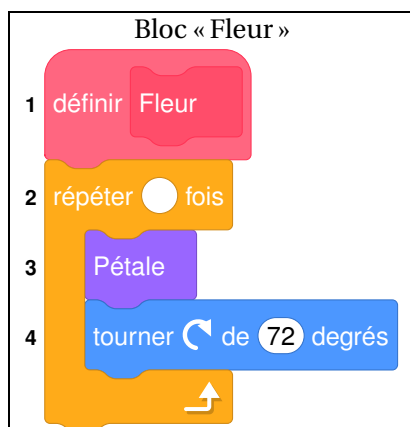 Bloc « Fleur »
1 définir Fleur
2 répéter fois
3 Pétale
4 tourner de 72 degrés